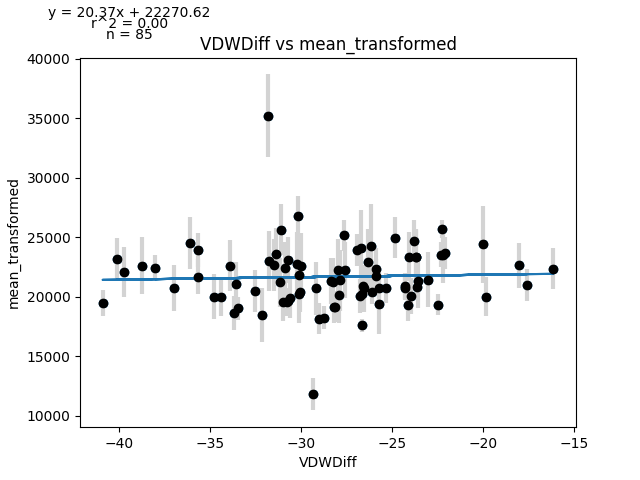 y = 20.37x + 22270.62
r^2 = 0.00
n = 85
VDWDiff vs mean_transformed
40000
35000
30000
25000
20000
15000
10000
mean_transformed
−40 −35 −30 −25 −20 −15
VDWDiff